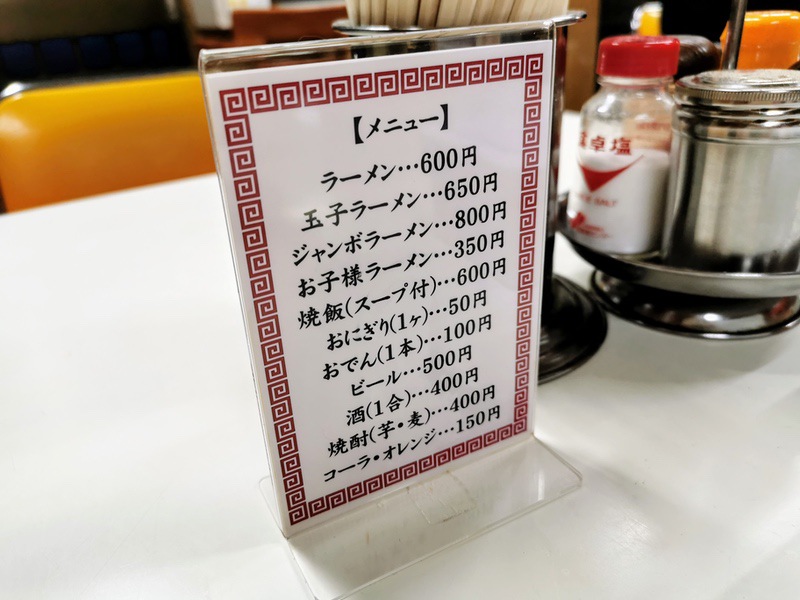 【メニュー】
ラーメン…600円
玉子ラーメン…650円
ジャンボラーメン…800円
お子様ラーメン…350円
焼飯(スープ付)…600円
おにぎり(1ヶ)…50円
おでん(1本)…100円
ビール…500円
酒(1合)…400円
焼酎(芋・麦)…400円
コーラ・オレンジ…150円
食卓塩